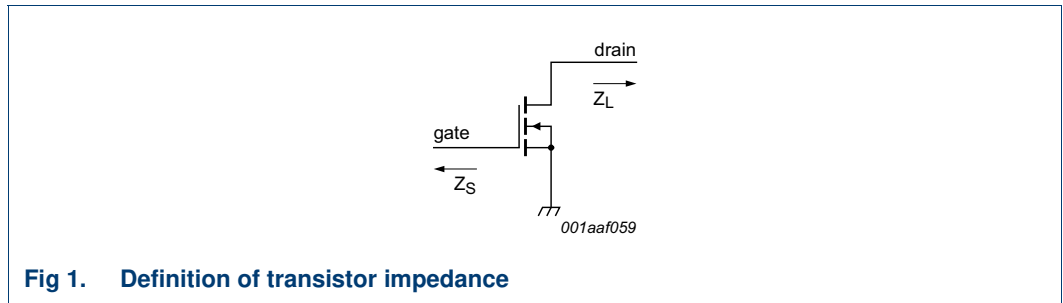 drain
Z_L
gate
Z_S
001aaf059
Fig 1. Definition of transistor impedance